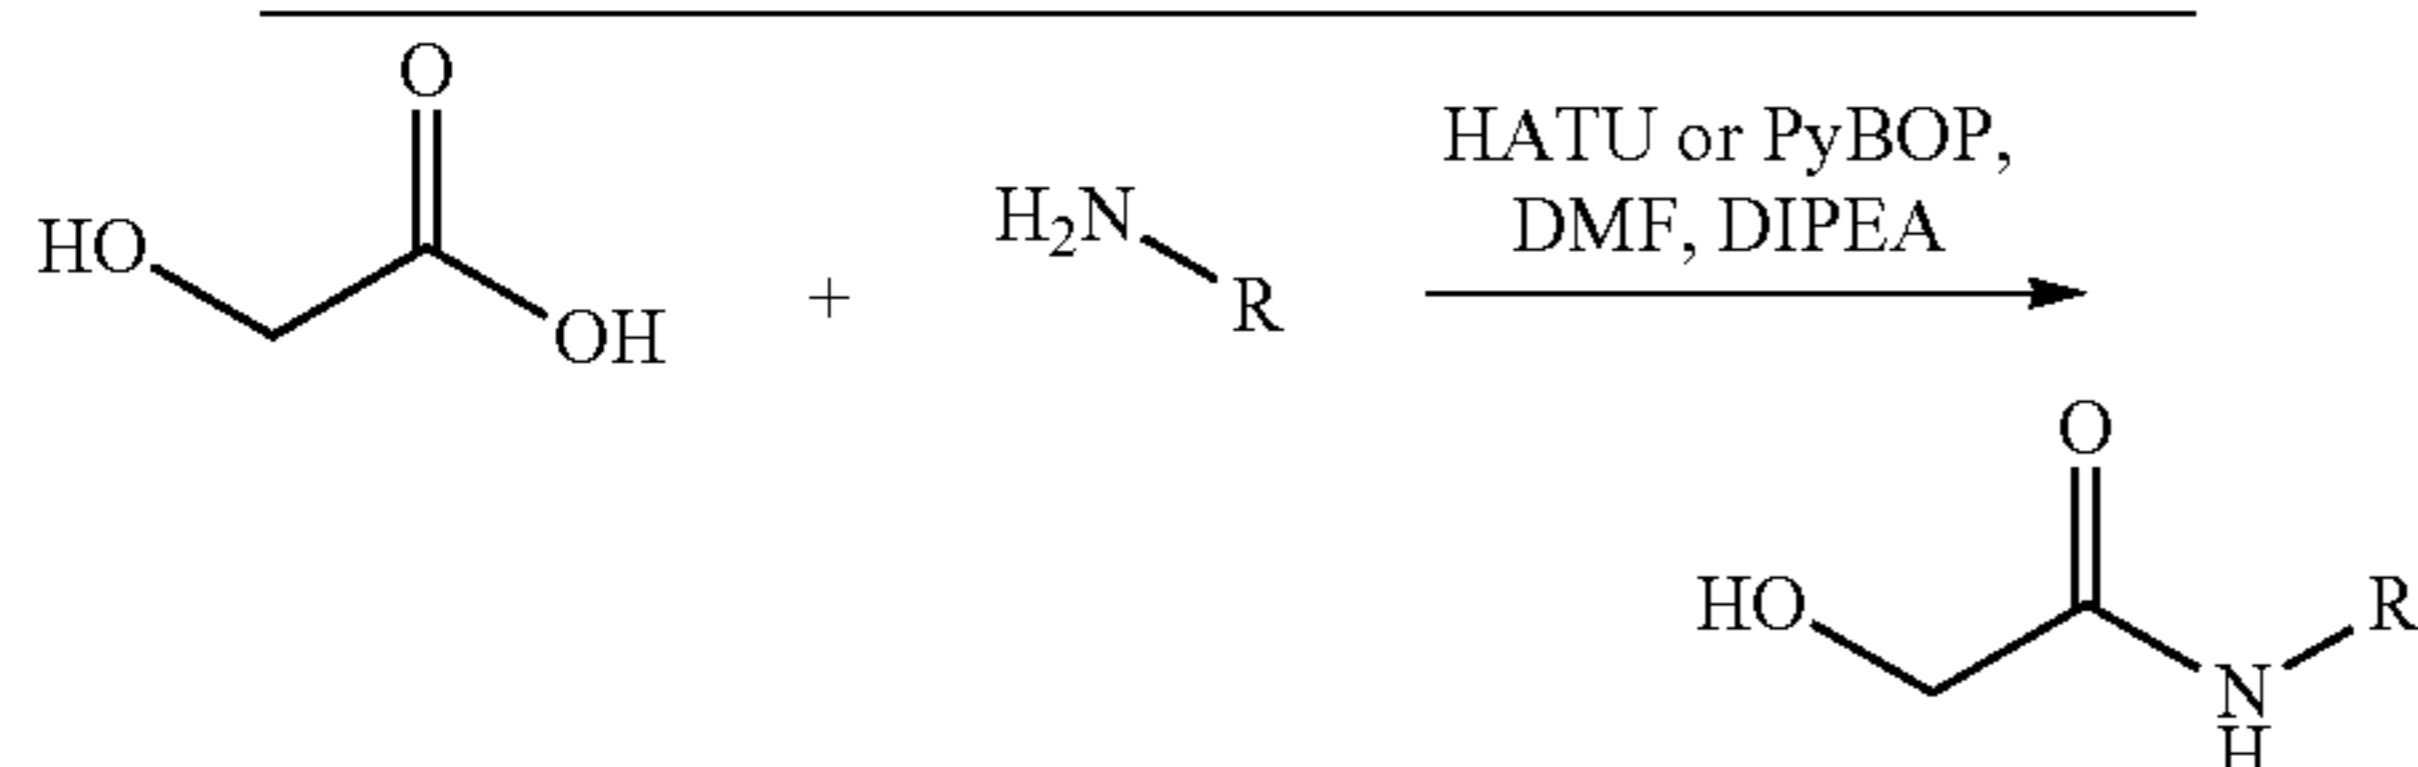 O
HO
OH
+
H2N
R
HATU or PyBOP,
DMF, DIPEA
O
HO
R
N
H